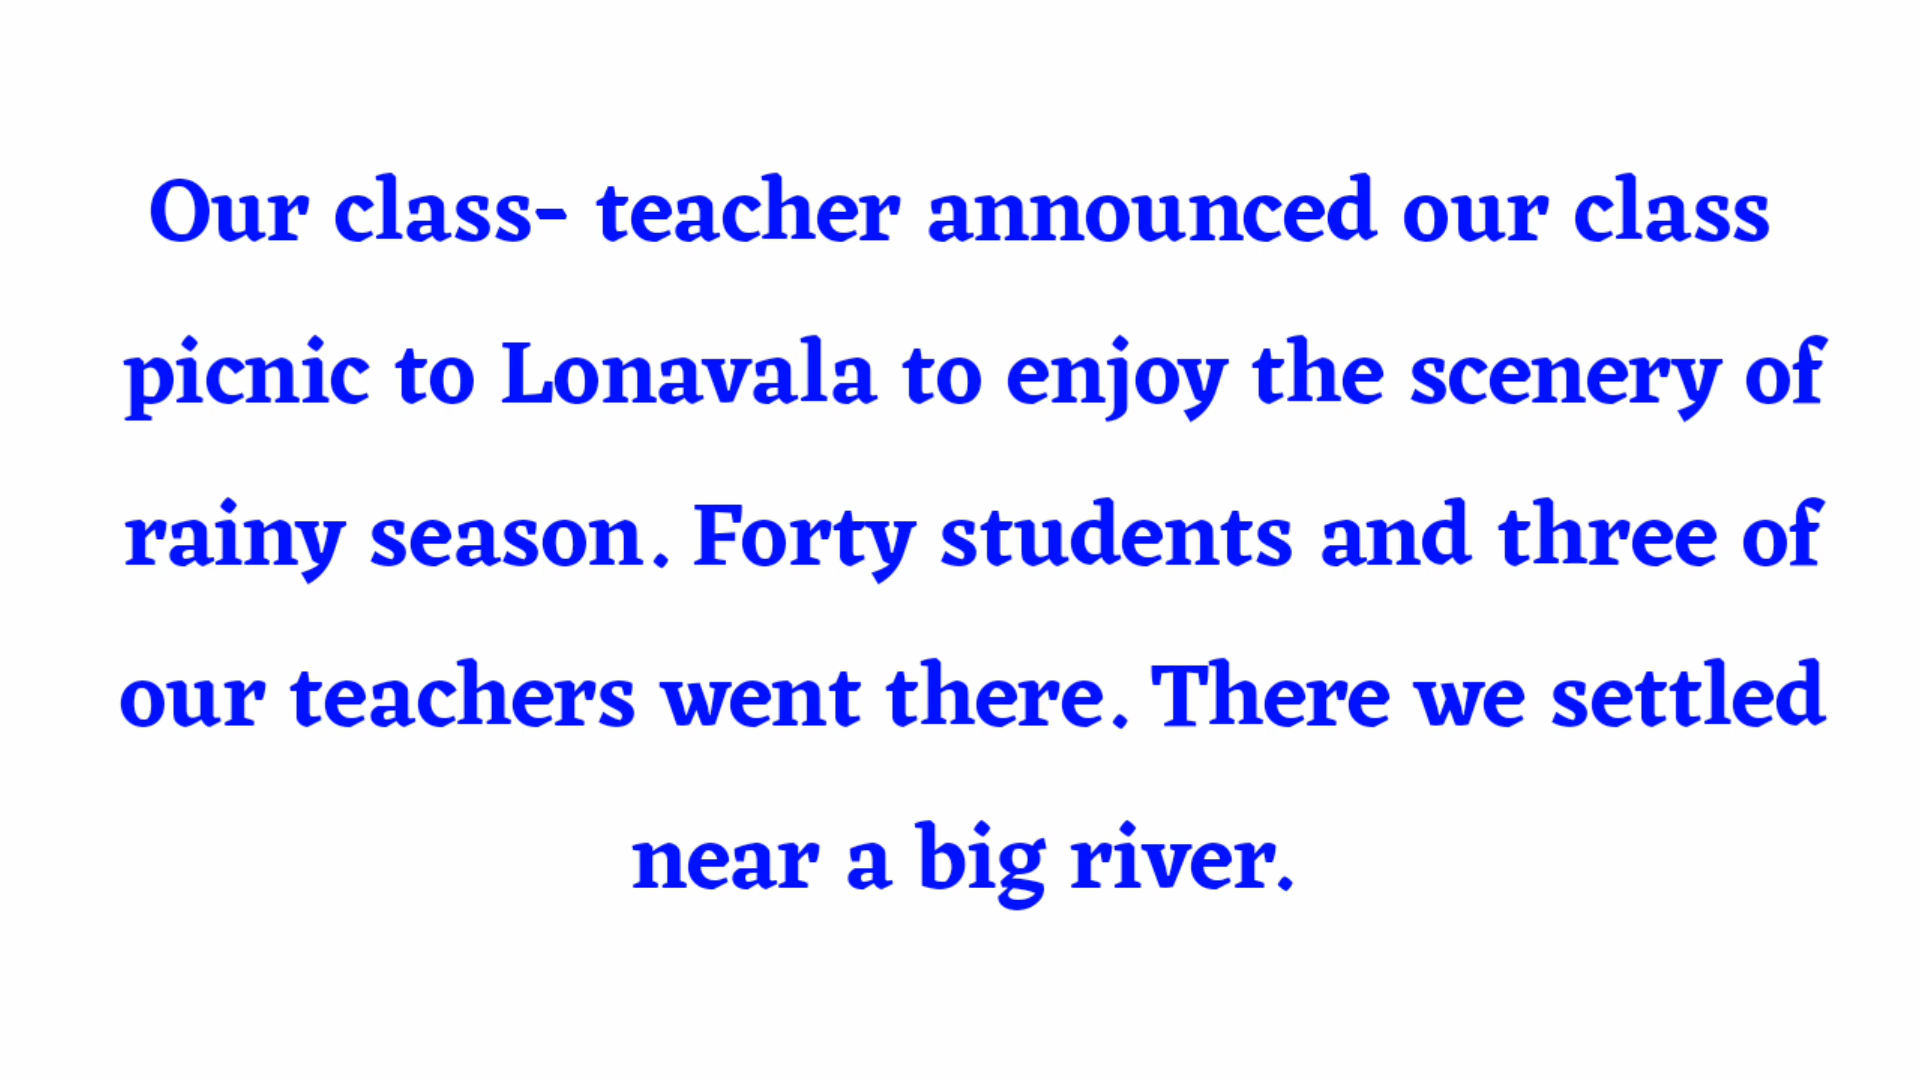 Our class- teacher announced our class
picnic to Lonavala to enjoy the scenery of
rainy season. Forty students and three of
our teachers went there. There we settled
near a big river.